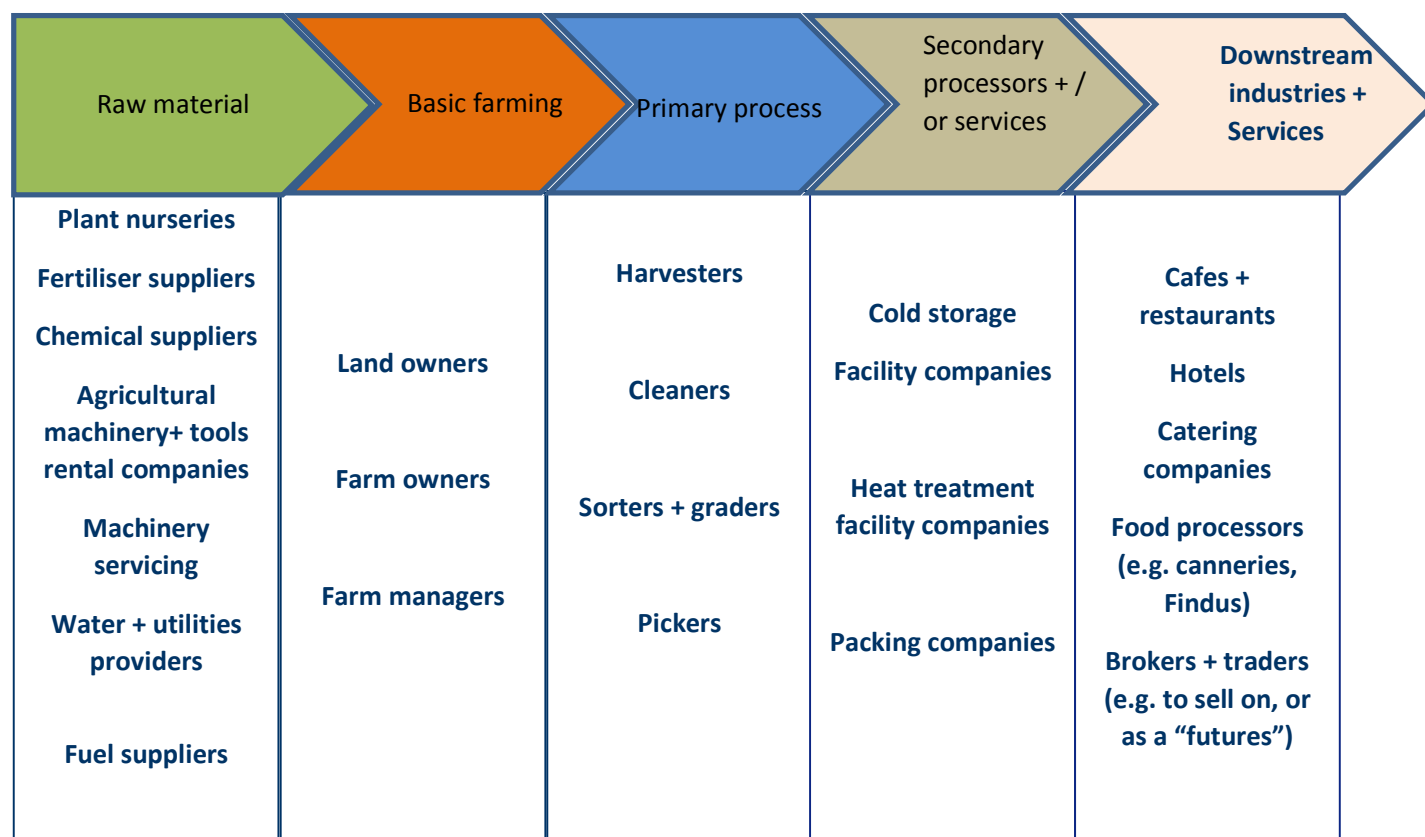 Raw material
Basic farming
Primary process
Secondary
processors + /
or services
Downstream
industries +
Services
Plant nurseries
Fertiliser suppliers
Chemical suppliers
Agricultural
machinery+ tools
rental companies
Machinery
servicing
Water + utilities
providers
Fuel suppliers
Land owners
Farm owners
Farm managers
Harvesters
Cleaners
Sorters + graders
Pickers
Cold storage
Facility companies
Heat treatment
facility companies
Packing companies
Cafes +
restaurants
Hotels
Catering
companies
Food processors
(e.g. canneries,
Findus)
Brokers + traders
(e.g. to sell on, or
as a “futures”)